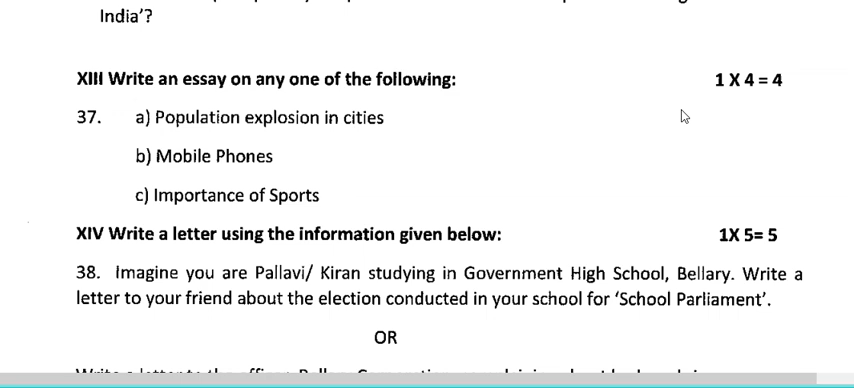 India’?
XIII Write an essay on any one of the following: 1 X 4 = 4
37. a) Population explosion in cities
b) Mobile Phones
c) Importance of Sports
XIV Write a letter using the information given below: 1X 5= 5
38. Imagine you are Pallavi/ Kiran studying in Government High School, Bellary. Write a
letter to your friend about the election conducted in your school for ‘School Parliament’.
OR